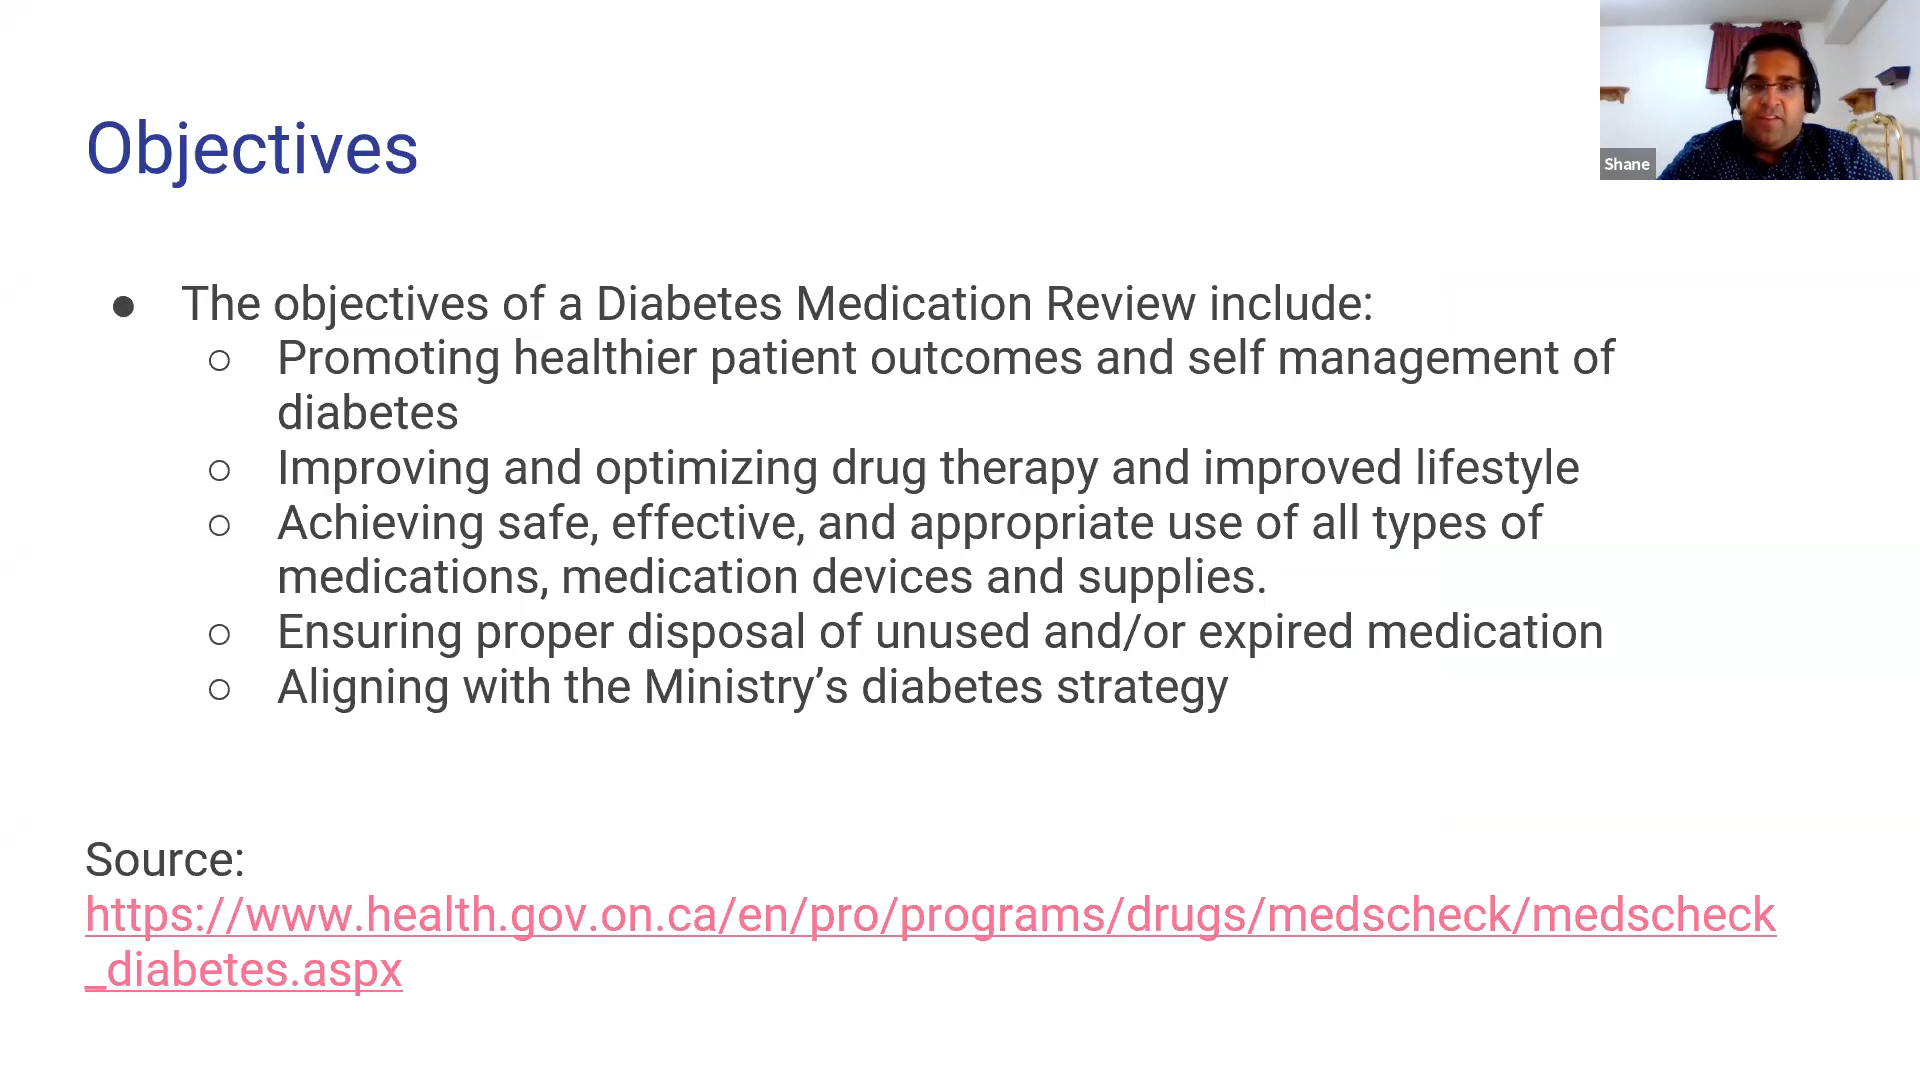 Objectives
Shane
● The objectives of a Diabetes Medication Review include:
○ Promoting healthier patient outcomes and self management of
diabetes
○ Improving and optimizing drug therapy and improved lifestyle
○ Achieving safe, effective, and appropriate use of all types of
medications, medication devices and supplies.
○ Ensuring proper disposal of unused and/or expired medication
○ Aligning with the Ministry’s diabetes strategy
Source:
https://www.health.gov.on.ca/en/pro/programs/drugs/medscheck/medscheck
_diabetes.aspx